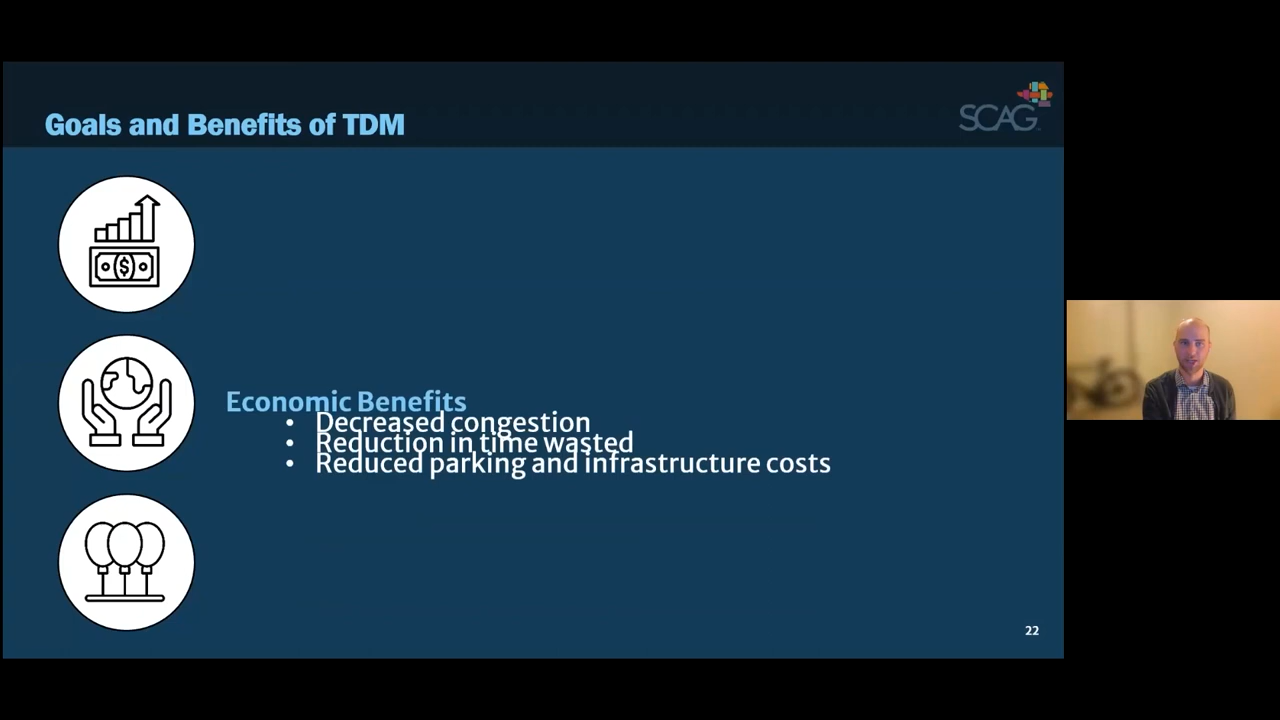 Goals and Benefits of TDM
SCAG
$
Economic Benefits
• Decreased congestion
• Reduction in time wasted
• Reduced parking and infrastructure costs
22